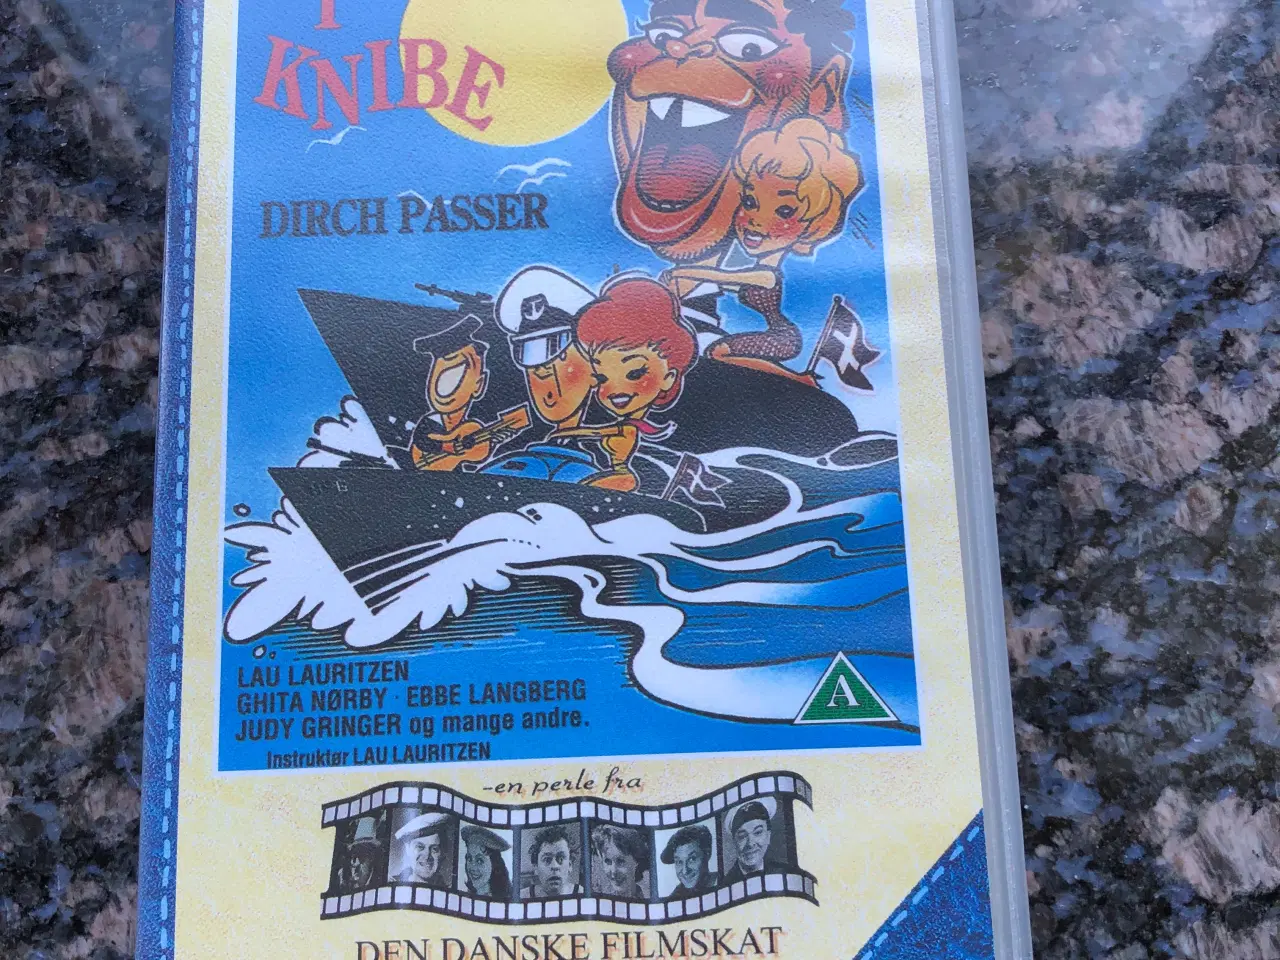 I
KNIBE
DIRCH PASSER
LAU LAURITZEN
GHITA NØRBY · EBBE LANGBERG
JUDY GRINGER og mange andre.
Instruktør LAU LAURITZEN
A
-en perle fra
DEN DANSKE FILMSKAT